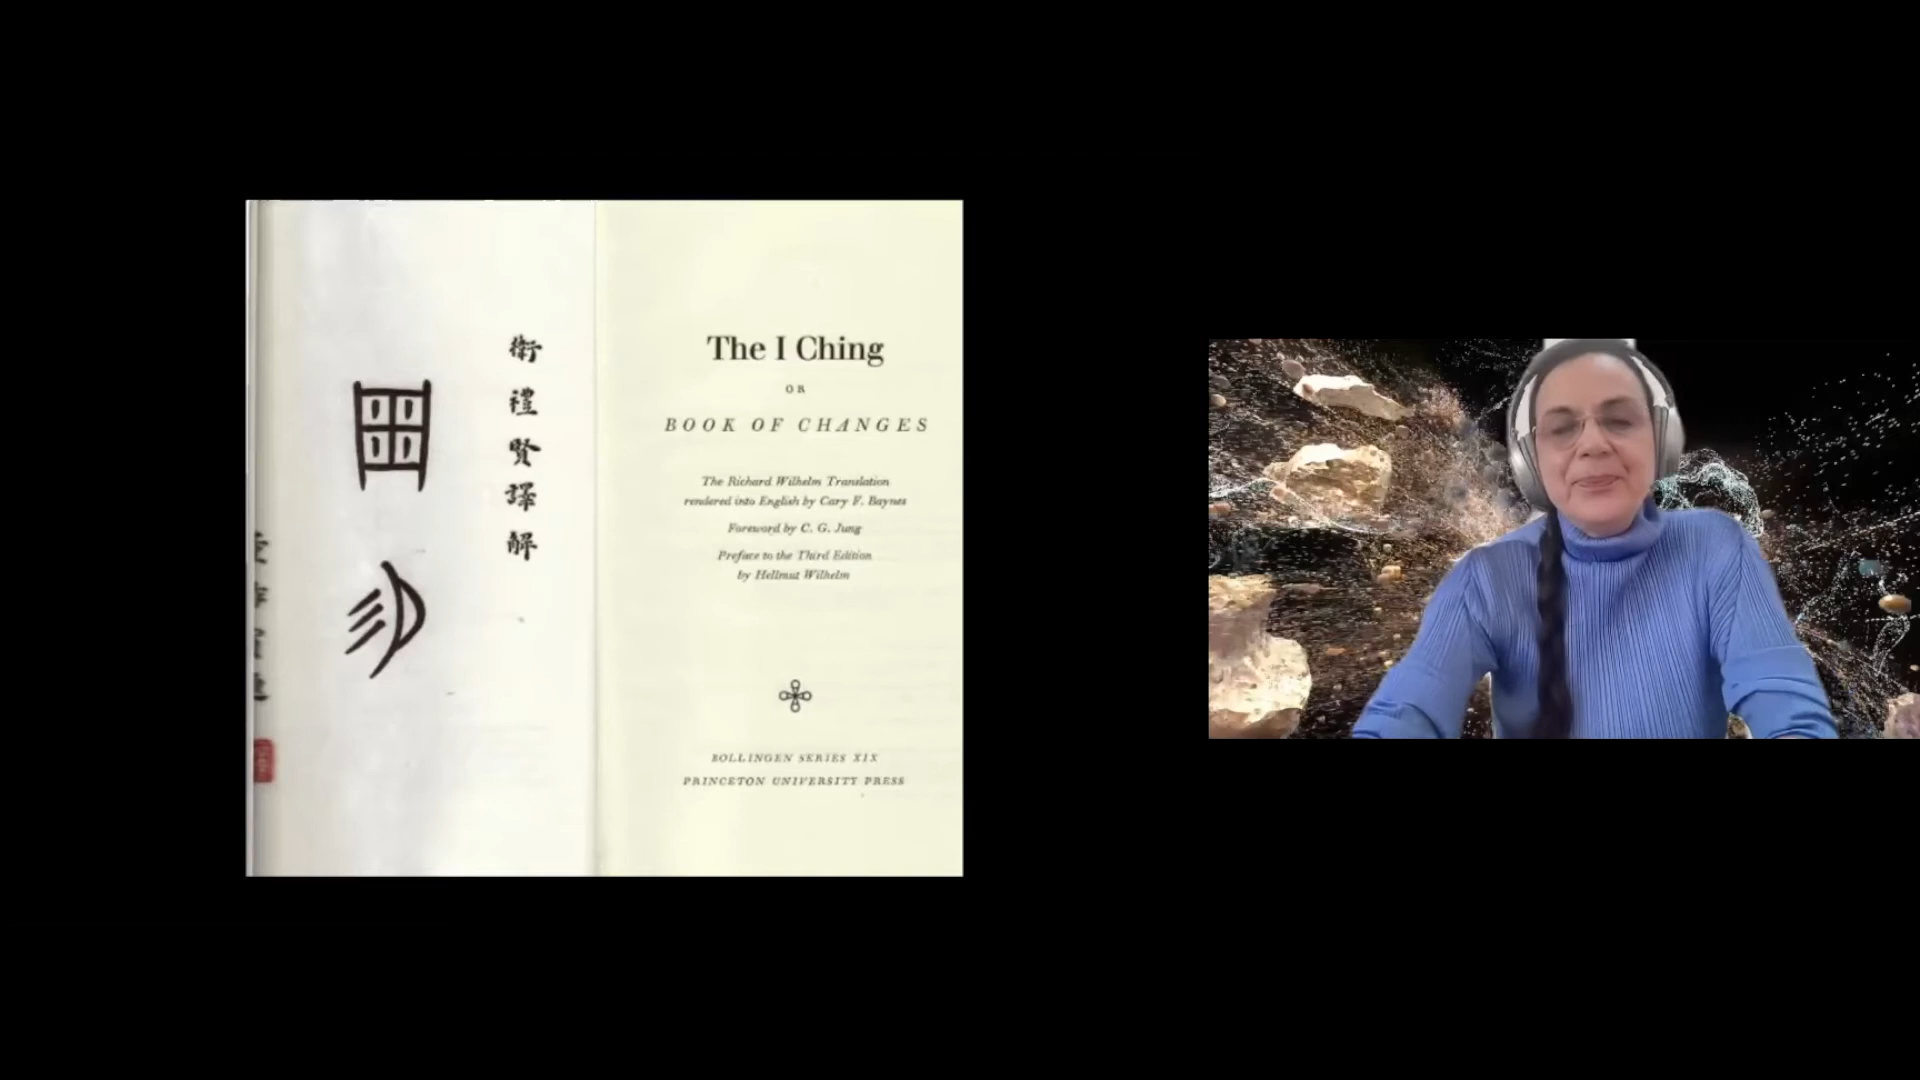 衛禮賢譯解
周易
The I Ching
OR
BOOK OF CHANGES
The Richard Wilhelm Translation
rendered into English by Cary F. Baynes
Foreword by C. G. Jung
Preface to the Third Edition
by Hellmut Wilhelm
BOLLINGEN SERIES XIX
PRINCETON UNIVERSITY PRESS